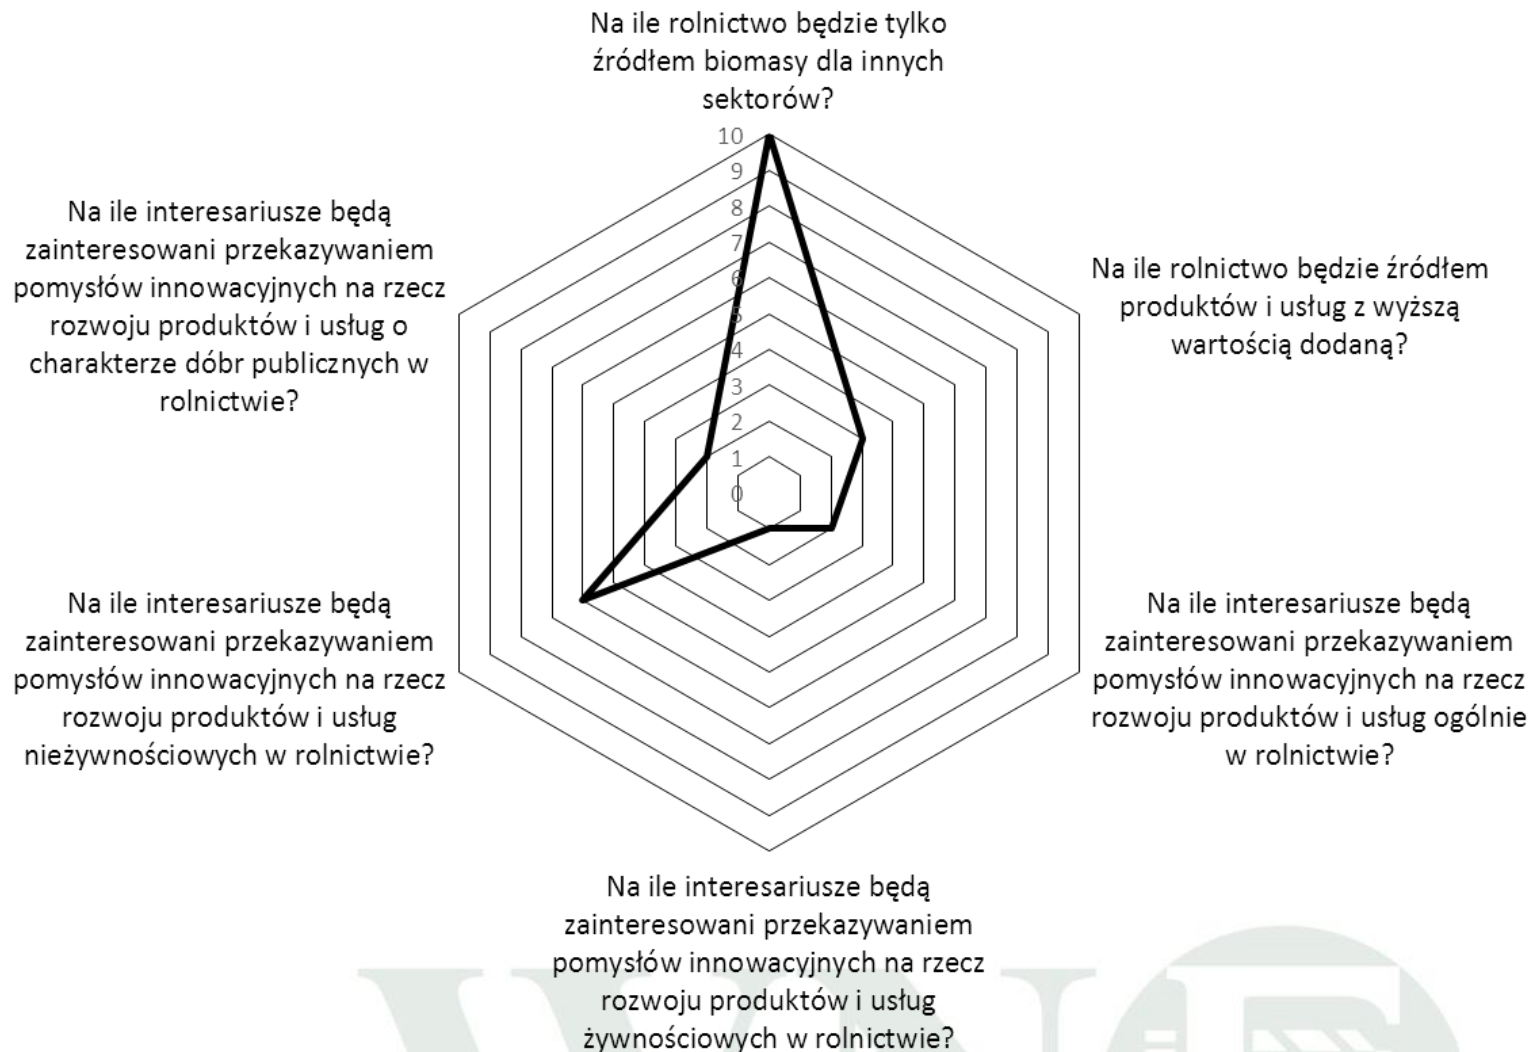 Na ile rolnictwo będzie tylko
źródłem biomasy dla innych
sektorów?
10
9
8
7
6
5
4
3
2
1
0
Na ile rolnictwo będzie źródłem
produktów i usług z wyższą
wartością dodaną?
Na ile interesariusze będą
zainteresowani przekazywaniem
pomysłów innowacyjnych na rzecz
rozwoju produktów i usług ogólnie
w rolnictwie?
Na ile interesariusze będą
zainteresowani przekazywaniem
pomysłów innowacyjnych na rzecz
rozwoju produktów i usług
żywnościowych w rolnictwie?
Na ile interesariusze będą
zainteresowani przekazywaniem
pomysłów innowacyjnych na rzecz
rozwoju produktów i usług
nieżywnościowych w rolnictwie?
Na ile interesariusze będą
zainteresowani przekazywaniem
pomysłów innowacyjnych na rzecz
rozwoju produktów i usług o
charakterze dóbr publicznych w
rolnictwie?